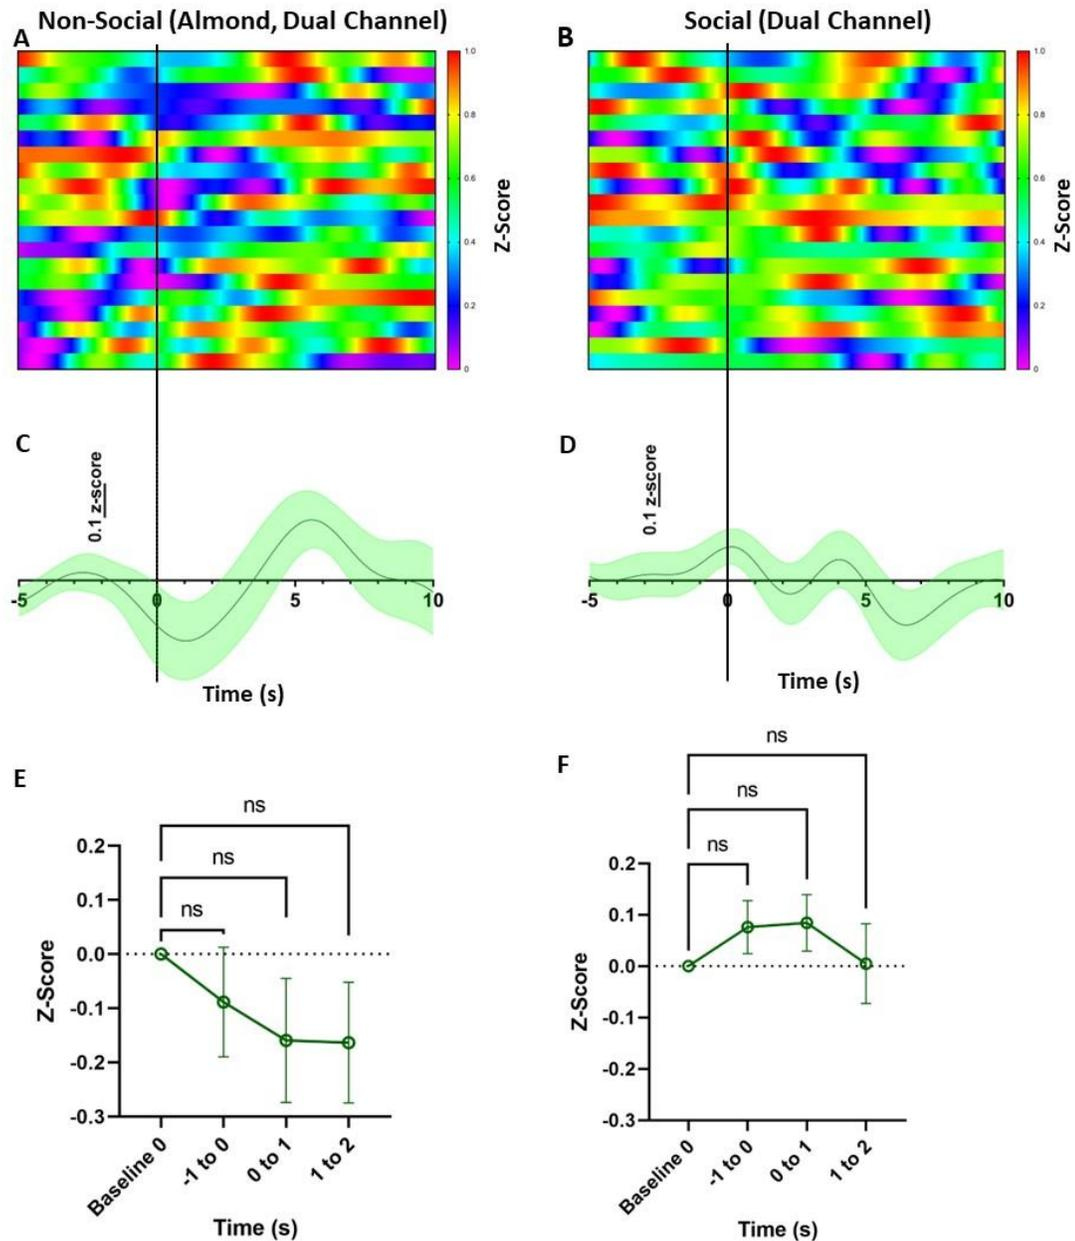 Non-Social (Almond, Dual Channel)
Social (Dual Channel)
A
B
1.0
0.8
0.6
0.4
0.2
0
Z-Score
1.0
0.8
0.6
0.4
0.2
0
Z-Score
C
0.1 z-score
-5
0
5
10
Time (s)
D
0.1 z-score
-5
0
5
10
Time (s)
E
ns
ns
ns
0.2
0.1
0.0
-0.1
-0.2
-0.3
Z-Score
Baseline 0
-1 to 0
0 to 1
1 to 2
Time (s)
F
ns
ns
ns
0.2
0.1
0.0
-0.1
-0.2
-0.3
Z-Score
Baseline 0
-1 to 0
0 to 1
1 to 2
Time (s)